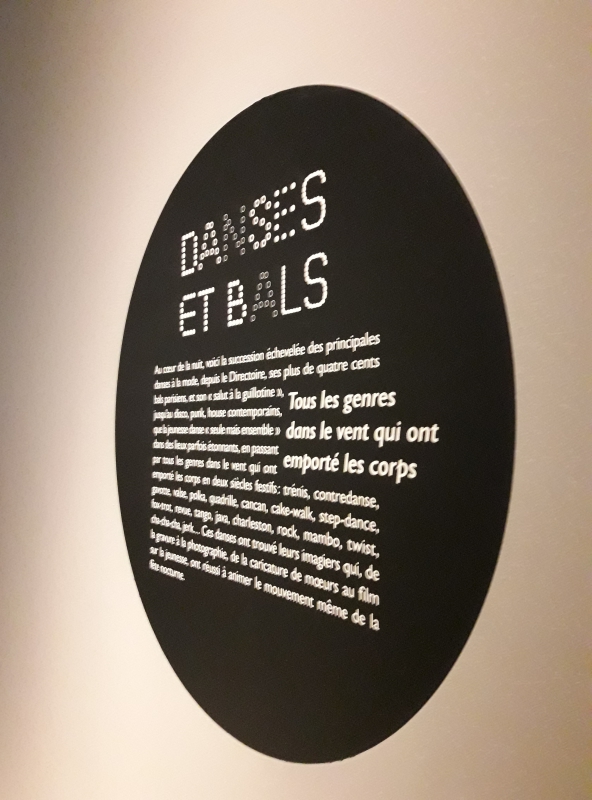 DANSES
ET BALS
Au cœur de la nuit, voici la succession échevelée des principales
danses à la mode, depuis le Directoire, ses plus de quatre cents
bals parisiens, et son « salut à la guillotine »,
jusqu'au disco, punk, house contemporains,
que la jeunesse danse « seule mais ensemble »
dans des lieux parfois étonnants, en passant
par tous les genres dans le vent qui ont
emporté les corps en deux siècles festifs : trénis, contredanse,
gavotte, valse, polka, quadrille, cancan, cake-walk, step-dance,
fox-trot, revue, tango, java, charleston, rock, mambo, twist,
cha-cha-cha, jerk... Ces danses ont trouvé leurs imagiers qui, de
la gravure à la photographie, de la caricature de mœurs au film
sur la jeunesse, ont réussi à animer le mouvement même de la
fête nocturne.
Tous les genres
dans le vent qui ont
emporté les corps